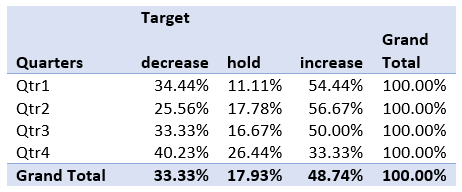 Target
Grand
Quarters decrease hold increase Total
Qtr1 34.44% 11.11% 54.44% 100.00%
Qtr2 25.56% 17.78% 56.67% 100.00%
Qtr3 33.33% 16.67% 50.00% 100.00%
Qtr4 40.23% 26.44% 33.33% 100.00%
Grand Total 33.33% 17.93% 48.74% 100.00%